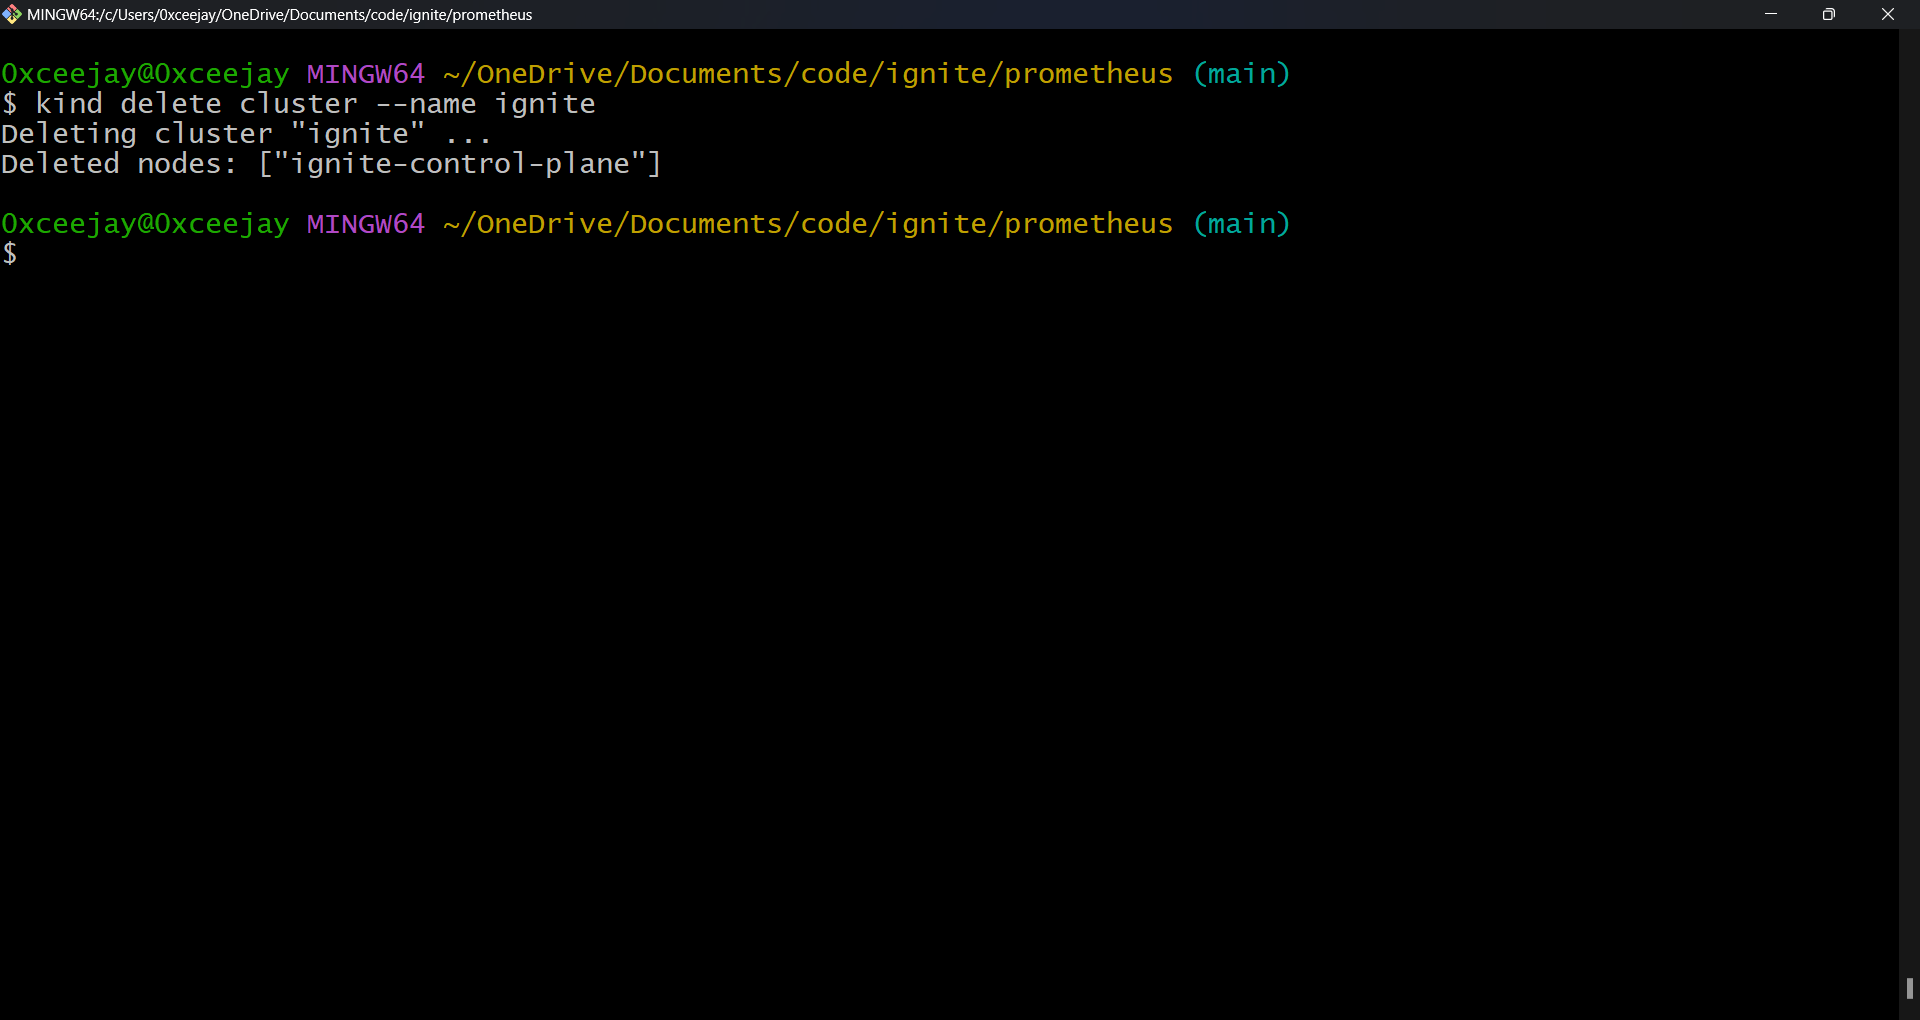 MINGW64:/c/Users/0xceejay/OneDrive/Documents/code/ignite/prometheus
0xceejay@0xceejay MINGW64 ~/OneDrive/Documents/code/ignite/prometheus (main)
$ kind delete cluster --name ignite
Deleting cluster "ignite" ...
Deleted nodes: ["ignite-control-plane"]
0xceejay@0xceejay MINGW64 ~/OneDrive/Documents/code/ignite/prometheus (main)
$